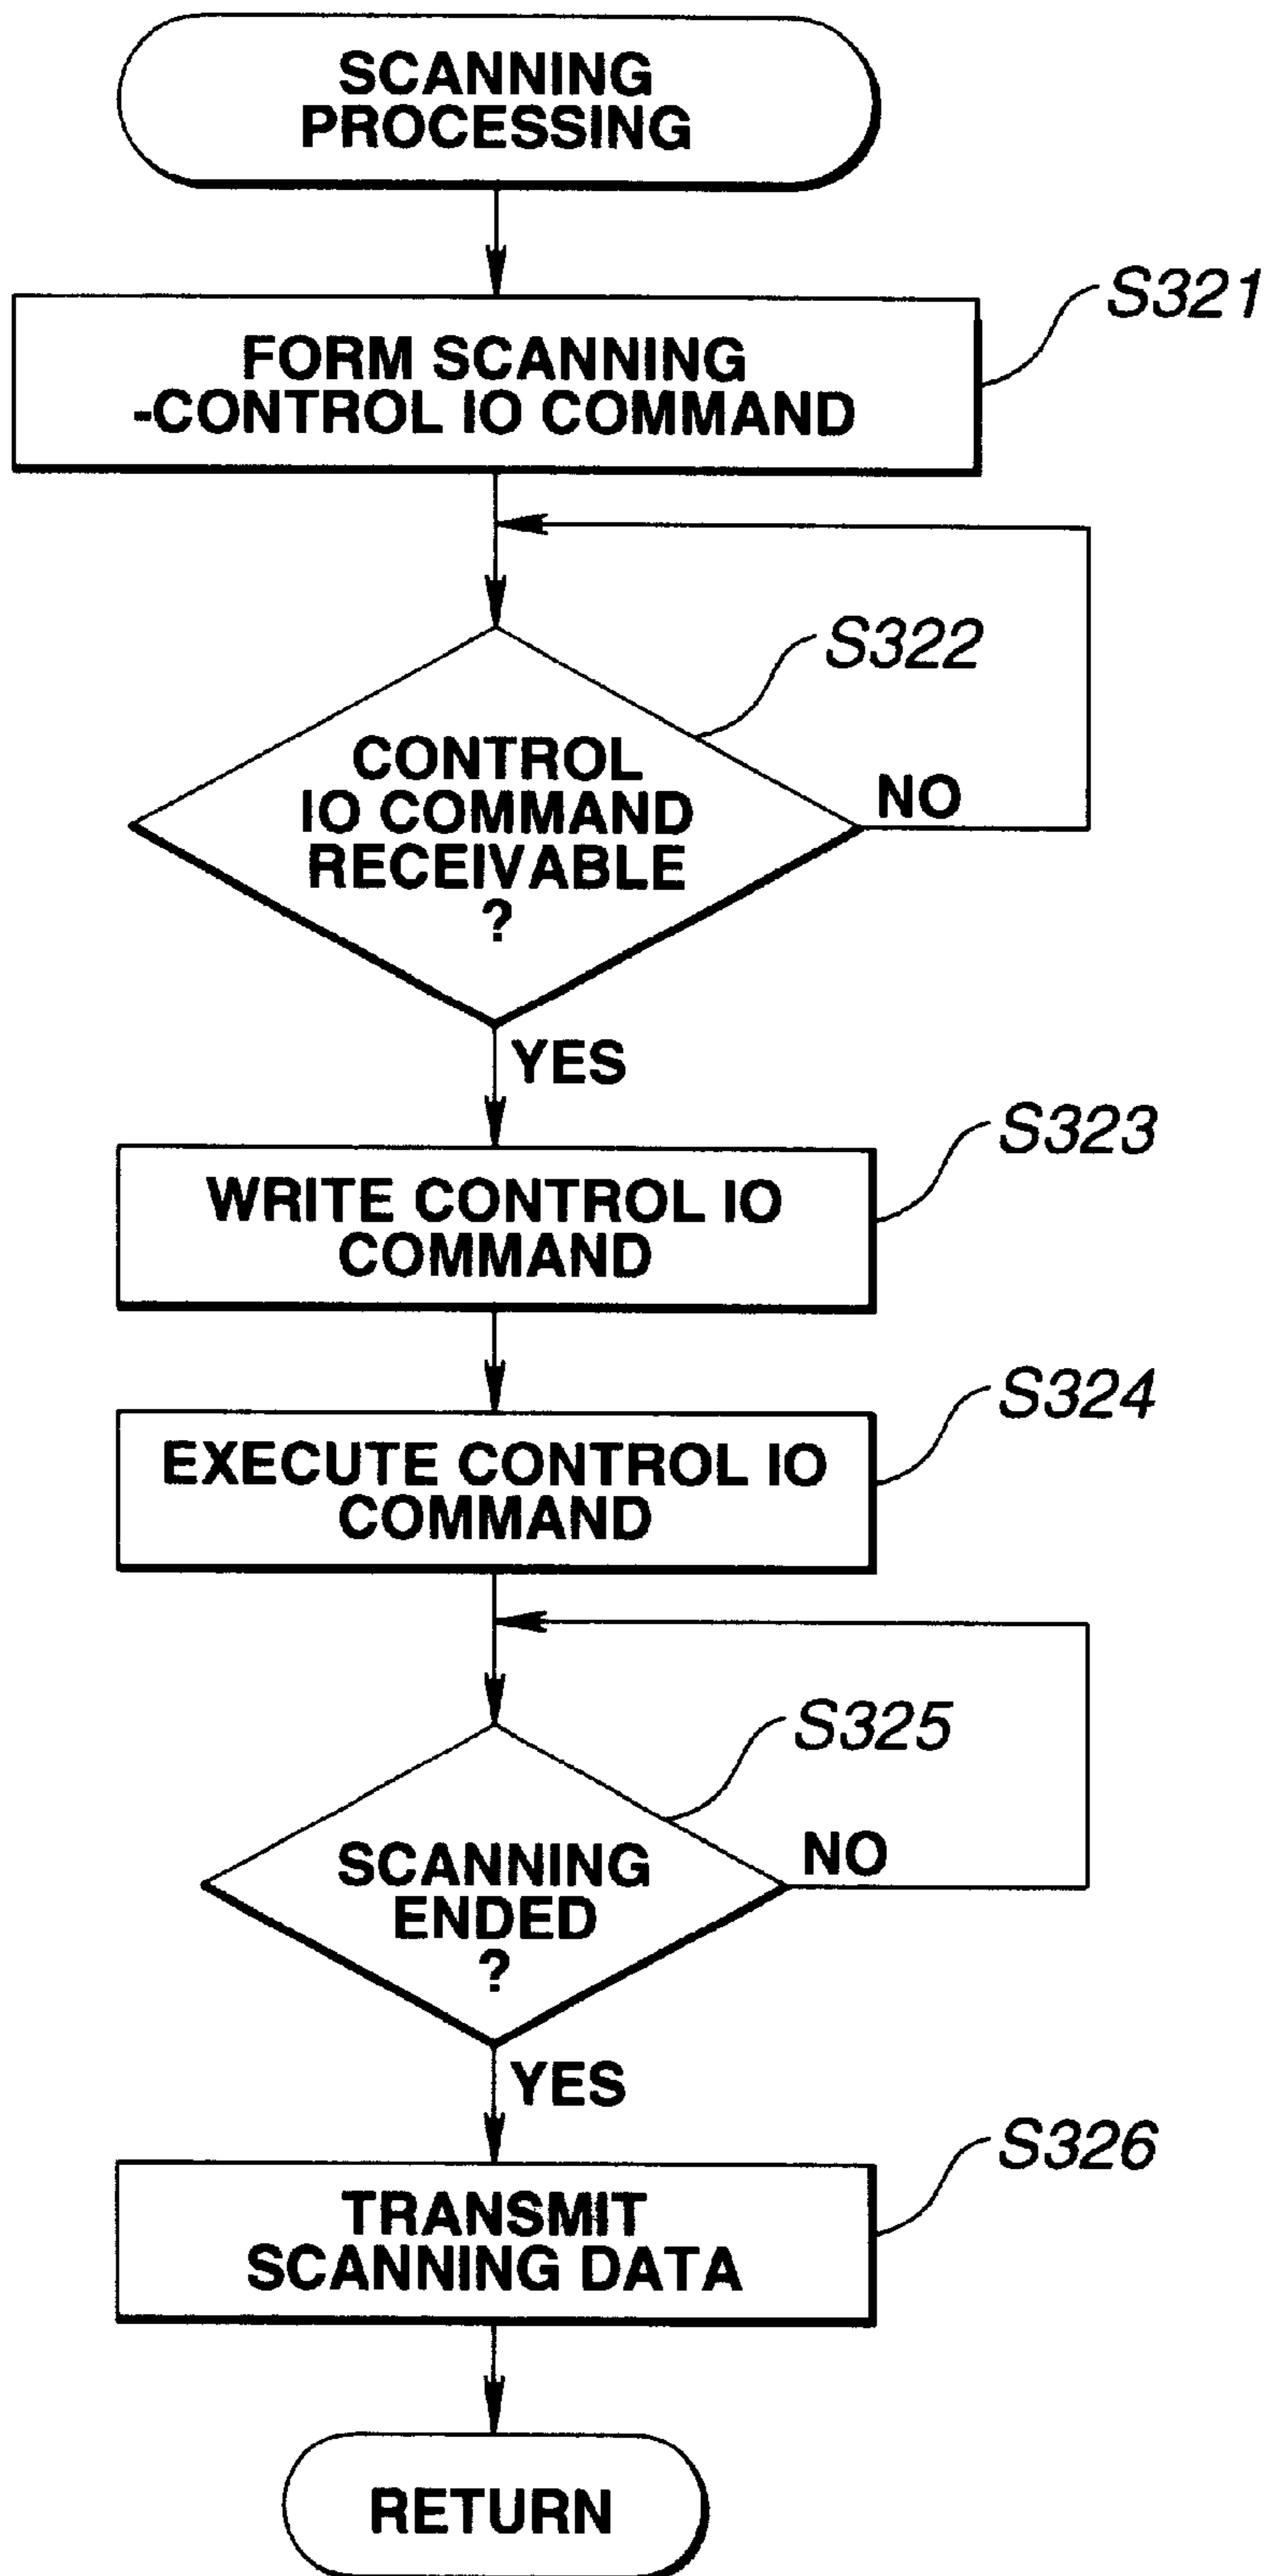 SCANNING
PROCESSING
S321
FORM SCANNING
-CONTROL IO COMMAND
S322
CONTROL
IO COMMAND
RECEIVABLE
?
NO
YES
S323
WRITE CONTROL IO
COMMAND
S324
EXECUTE CONTROL IO
COMMAND
S325
SCANNING
ENDED
?
NO
YES
S326
TRANSMIT
SCANNING DATA
RETURN